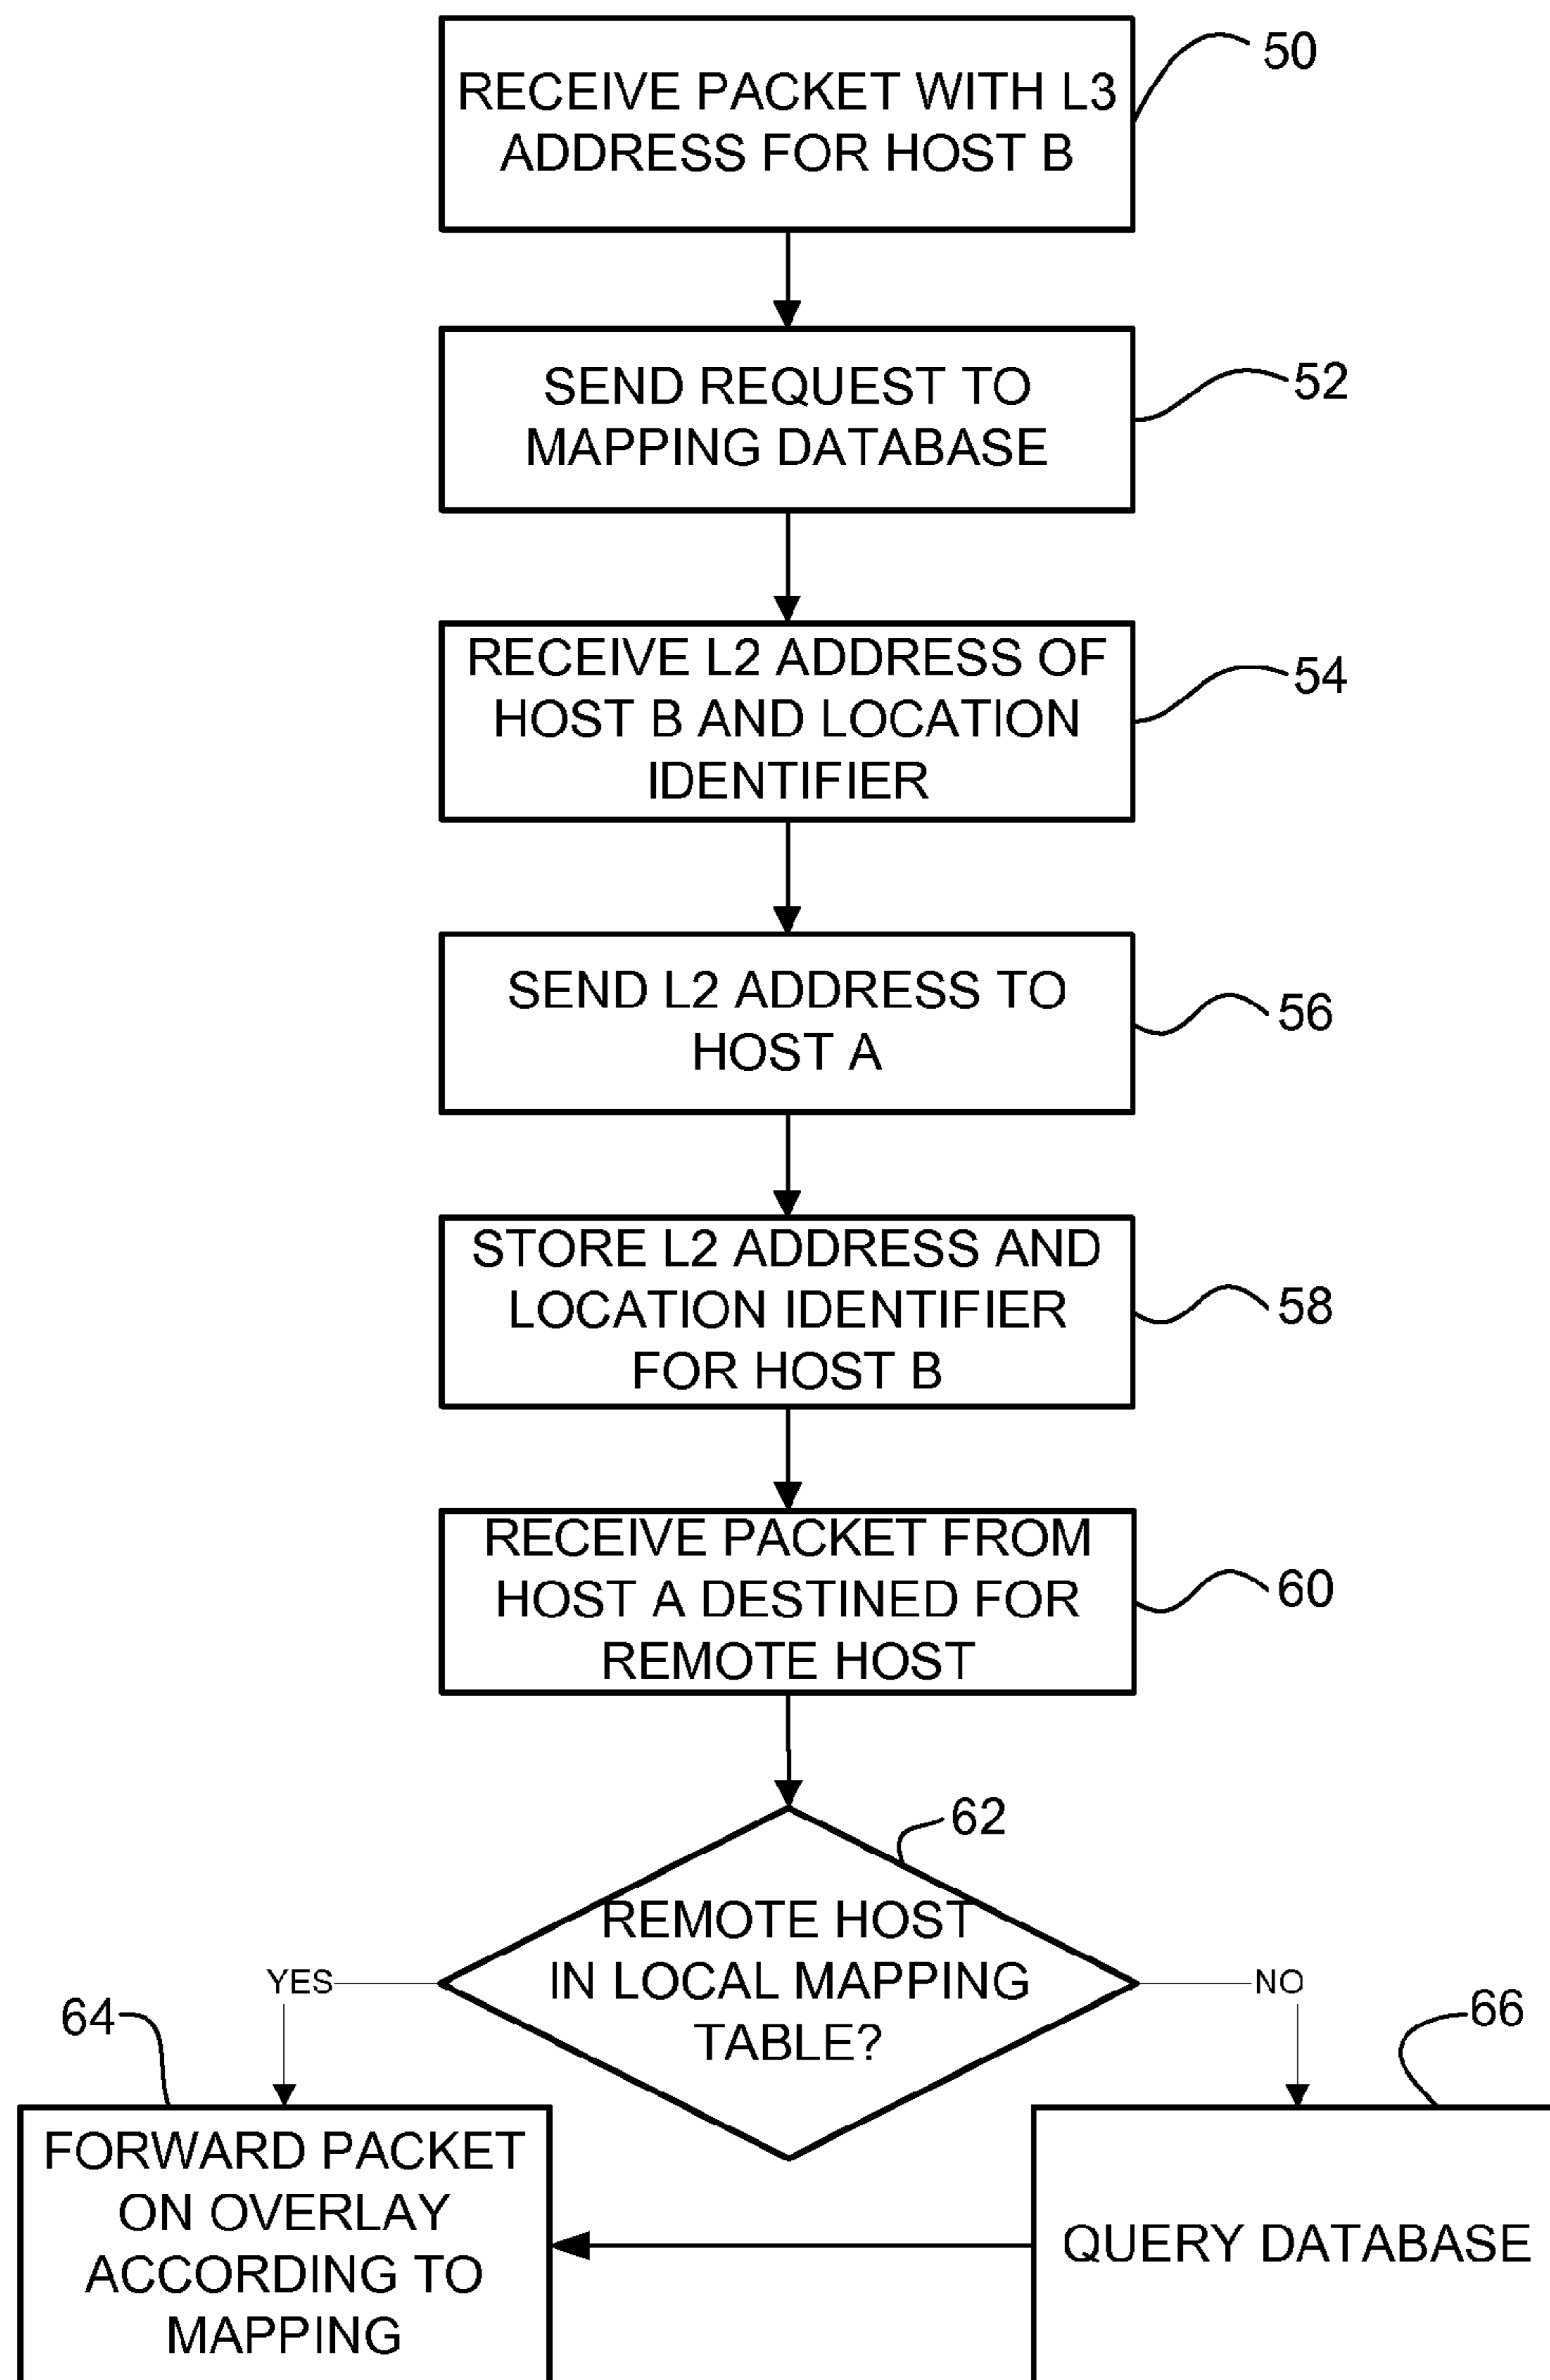 RECEIVE PACKET WITH L3
ADDRESS FOR HOST B
50
SEND REQUEST TO
MAPPING DATABASE
52
RECEIVE L2 ADDRESS OF
HOST B AND LOCATION
IDENTIFIER
54
SEND L2 ADDRESS TO
HOST A
56
STORE L2 ADDRESS AND
LOCATION IDENTIFIER
FOR HOST B
58
RECEIVE PACKET FROM
HOST A DESTINED FOR
REMOTE HOST
60
62
REMOTE HOST
IN LOCAL MAPPING
TABLE?
YES
NO
64
66
FORWARD PACKET
ON OVERLAY
ACCORDING TO
MAPPING
QUERY DATABASE